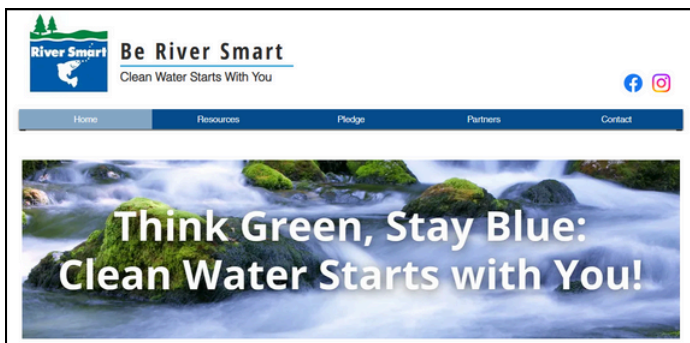 River Smart
Be River Smart
Clean Water Starts With You
Home Resources Pledge Partners Contact
Think Green, Stay Blue:
Clean Water Starts with You!